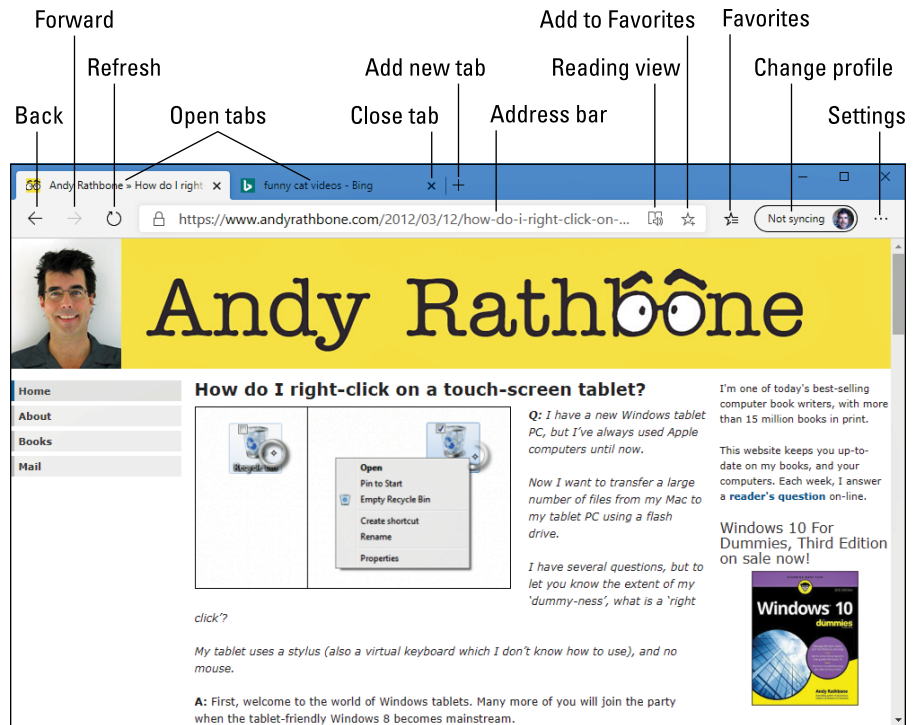 Forward
Add to Favorites
Favorites
Refresh
Add new tab
Reading view
Change profile
Back
Open tabs
Close tab
Address bar
Settings
Andy Rathbone » How do I right
funny cat videos - Bing
https://www.andyrathbone.com/2012/03/12/how-do-i-right-click-on-...
Not syncing
Andy Rathbone
Home
About
Books
Mail
How do I right-click on a touch-screen tablet?
Recycle Bin
Open
Pin to Start
Empty Recycle Bin
Create shortcut
Rename
Properties
Q: I have a new Windows tablet
PC, but I've always used Apple
computers until now.
Now I want to transfer a large
number of files from my Mac to
my tablet PC using a flash
drive.
I have several questions, but to
let you know the extent of my
‘dummy-ness’, what is a ‘right
click’?
My tablet uses a stylus (also a virtual keyboard which I don’t know how to use), and no
mouse.
A: First, welcome to the world of Windows tablets. Many more of you will join the party
when the tablet-friendly Windows 8 becomes mainstream.
I'm one of today's best-selling
computer book writers, with more
than 15 million books in print.
This website keeps you up-to-
date on my books, and your
computers. Each week, I answer
a reader's question on-line.
Windows 10 For
Dummies, Third Edition
on sale now!
Windows 10
dummies
Andy Rathbone